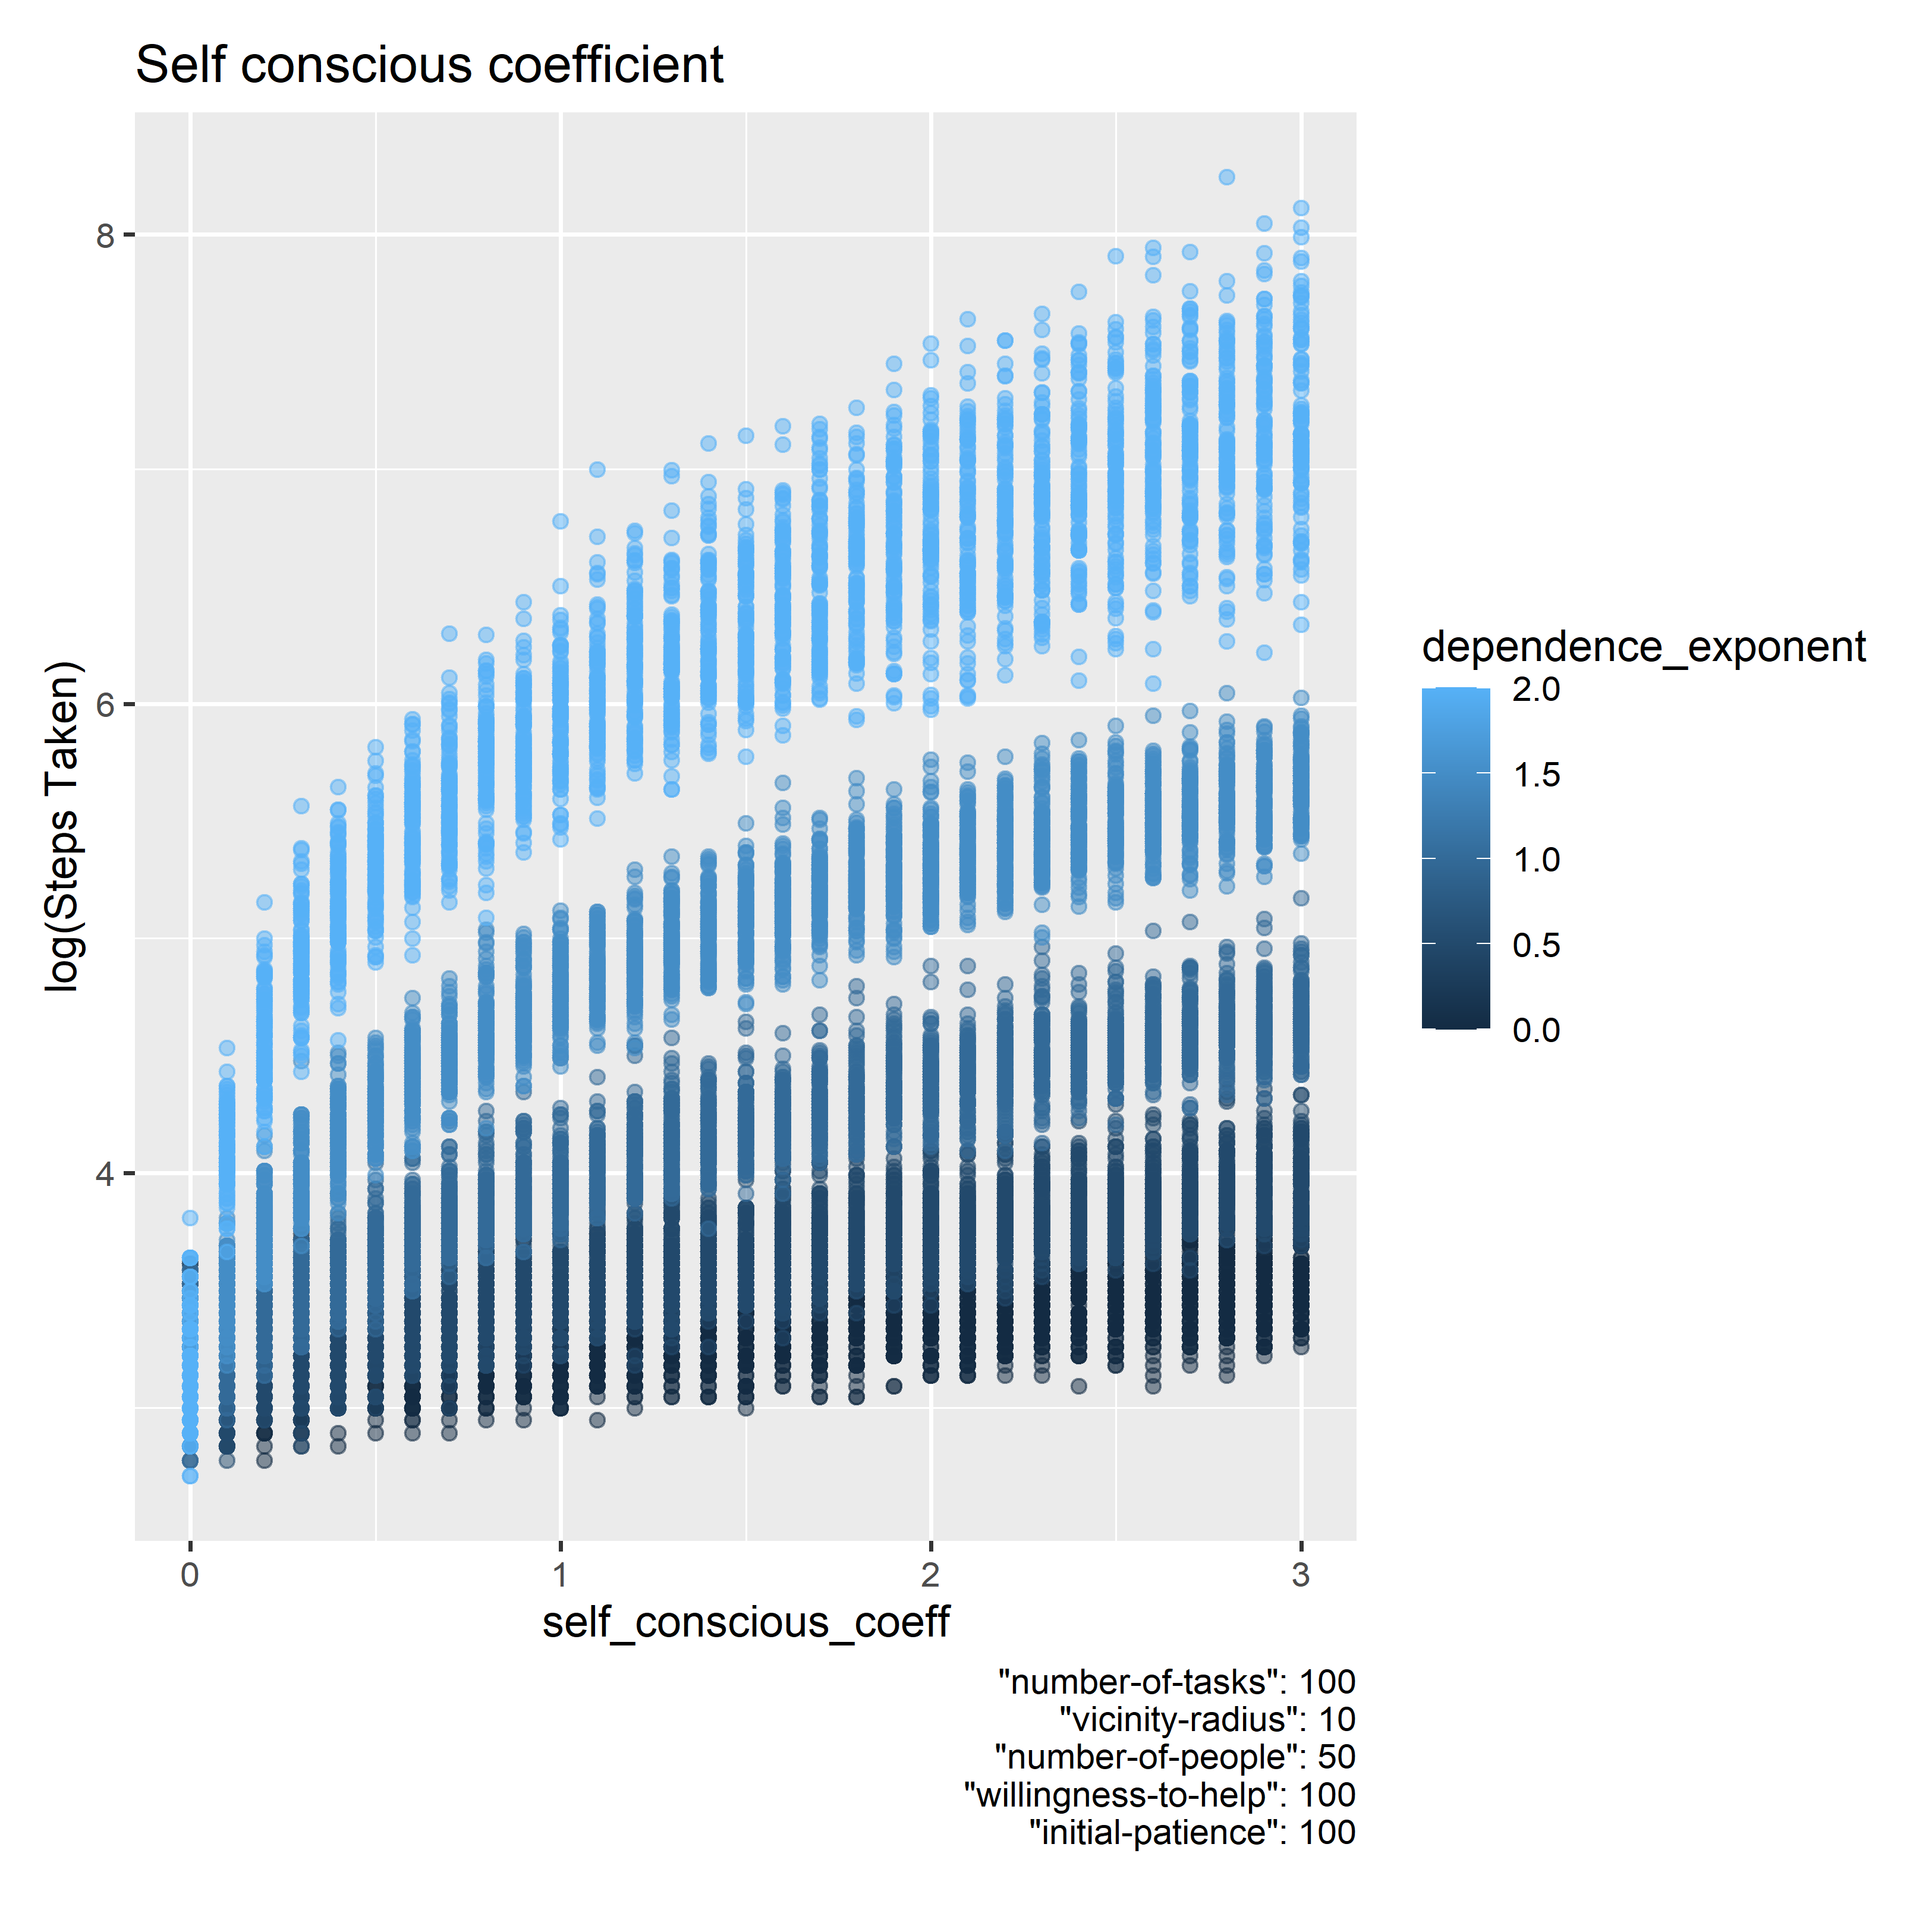 Self conscious coefficient
8
6
4
log(Steps Taken)
0 1 2 3
self_conscious_coeff
dependence_exponent
2.0
1.5
1.0
0.5
0.0
"number-of-tasks": 100
"vicinity-radius": 10
"number-of-people": 50
"willingness-to-help": 100
"initial-patience": 100